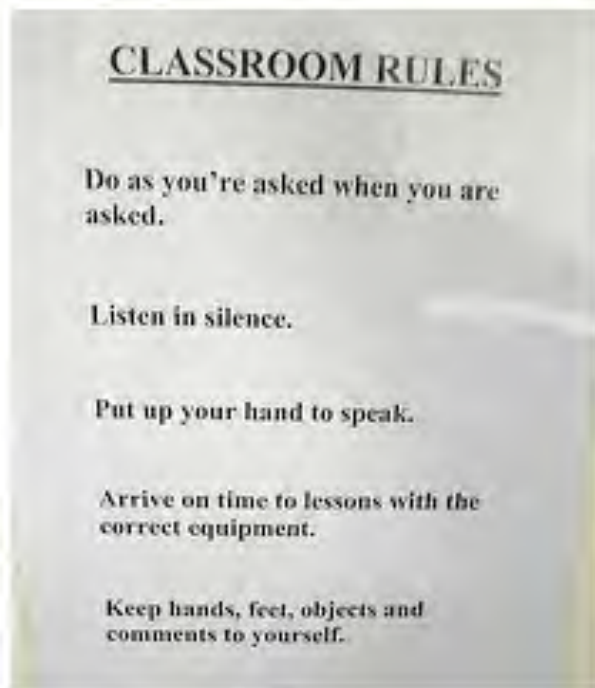 CLASSROOM RULES
Do as you're asked when you are
asked.
Listen in silence.
Put up your hand to speak.
Arrive on time to lessons with the
correct equipment.
Keep hands, feet, objects and
comments to yourself.